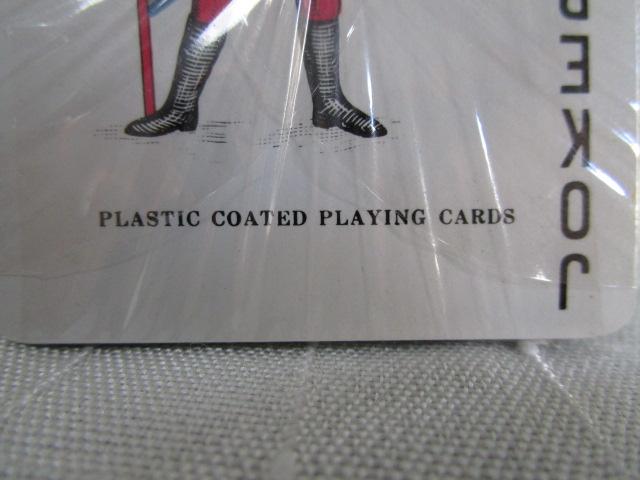 PLASTIC COATED PLAYING CARDS
JOKER